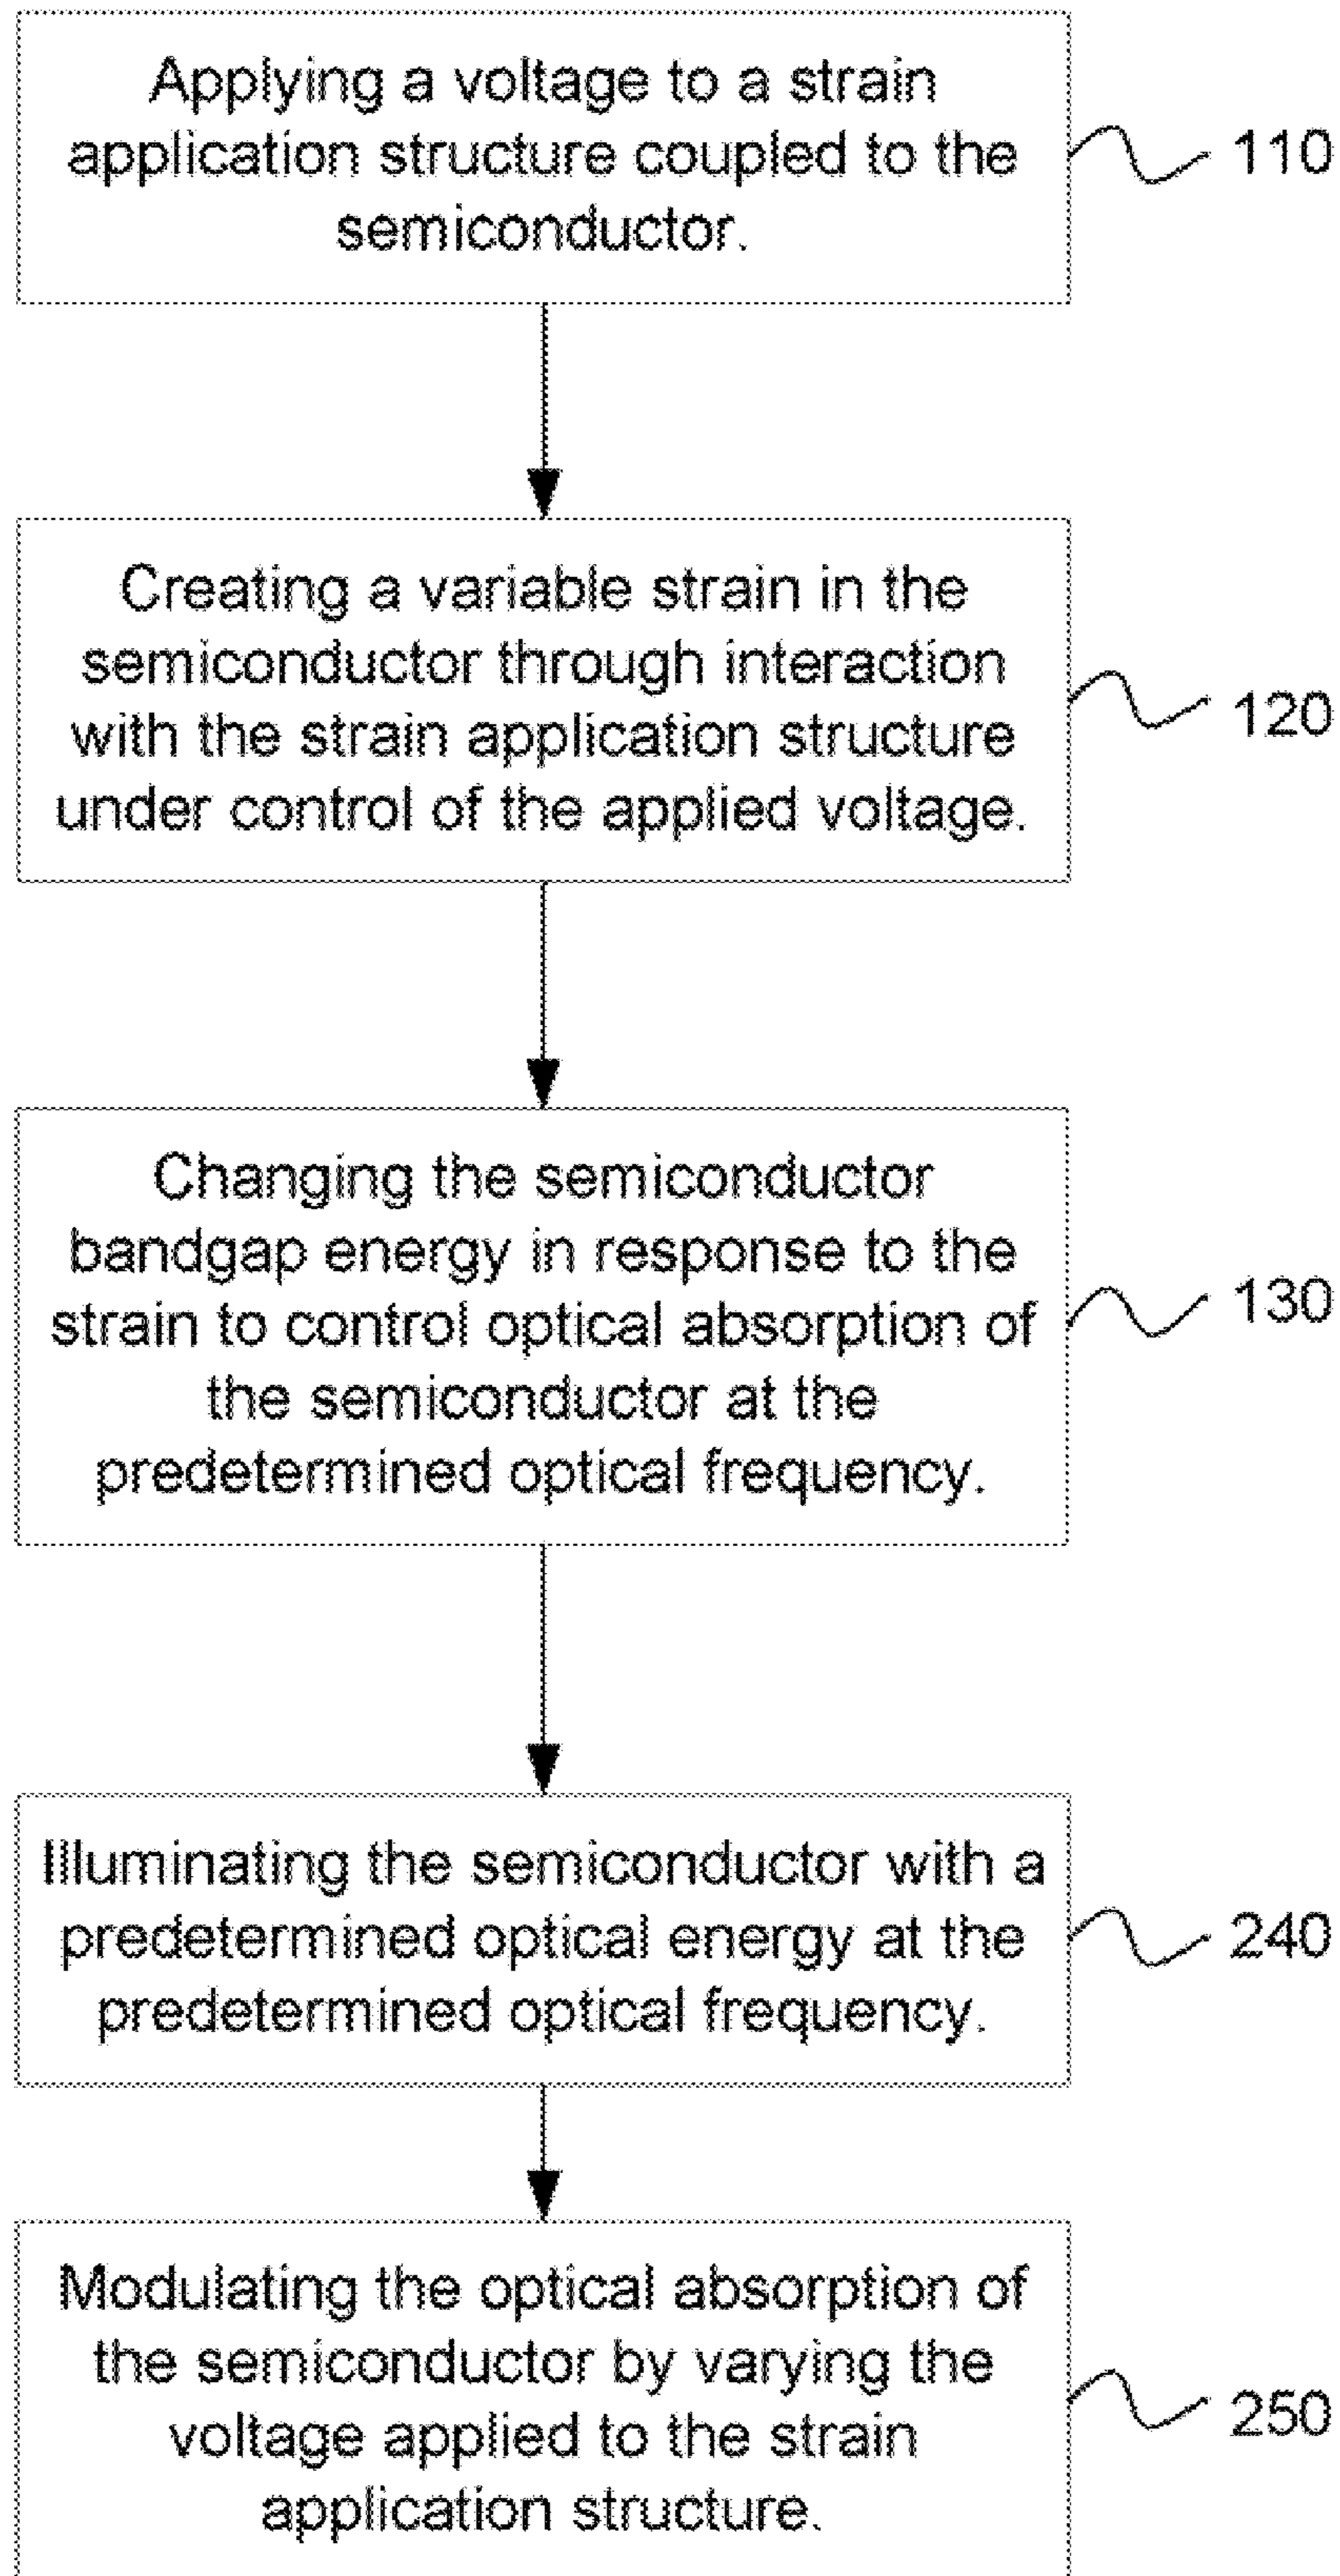 Applying a voltage to a strain
application structure coupled to the
semiconductor.
110
Creating a variable strain in the
semiconductor through interaction
with the strain application structure
under control of the applied voltage.
120
Changing the semiconductor
bandgap energy in response to the
strain to control optical absorption of
the semiconductor at the
predetermined optical frequency.
130
Illuminating the semiconductor with a
predetermined optical energy at the
predetermined optical frequency.
240
Modulating the optical absorption of
the semiconductor by varying the
voltage applied to the strain
application structure.
250